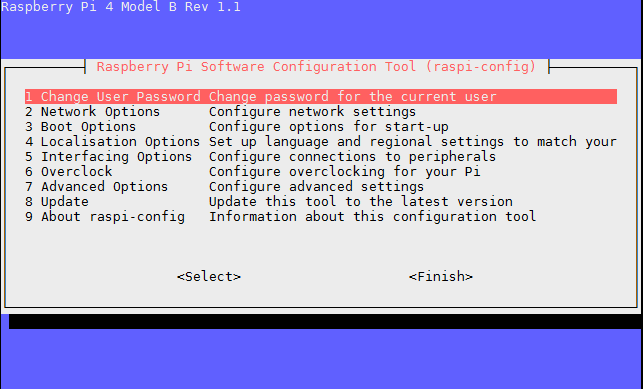 Raspberry Pi 4 Model B Rev 1.1
Raspberry Pi Software Configuration Tool (raspi-config)
1 Change User Password Change password for the current user
2 Network Options Configure network settings
3 Boot Options Configure options for start-up
4 Localisation Options Set up language and regional settings to match your
5 Interfacing Options Configure connections to peripherals
6 Overclock Configure overclocking for your Pi
7 Advanced Options Configure advanced settings
8 Update Update this tool to the latest version
9 About raspi-config Information about this configuration tool
<Select> <Finish>